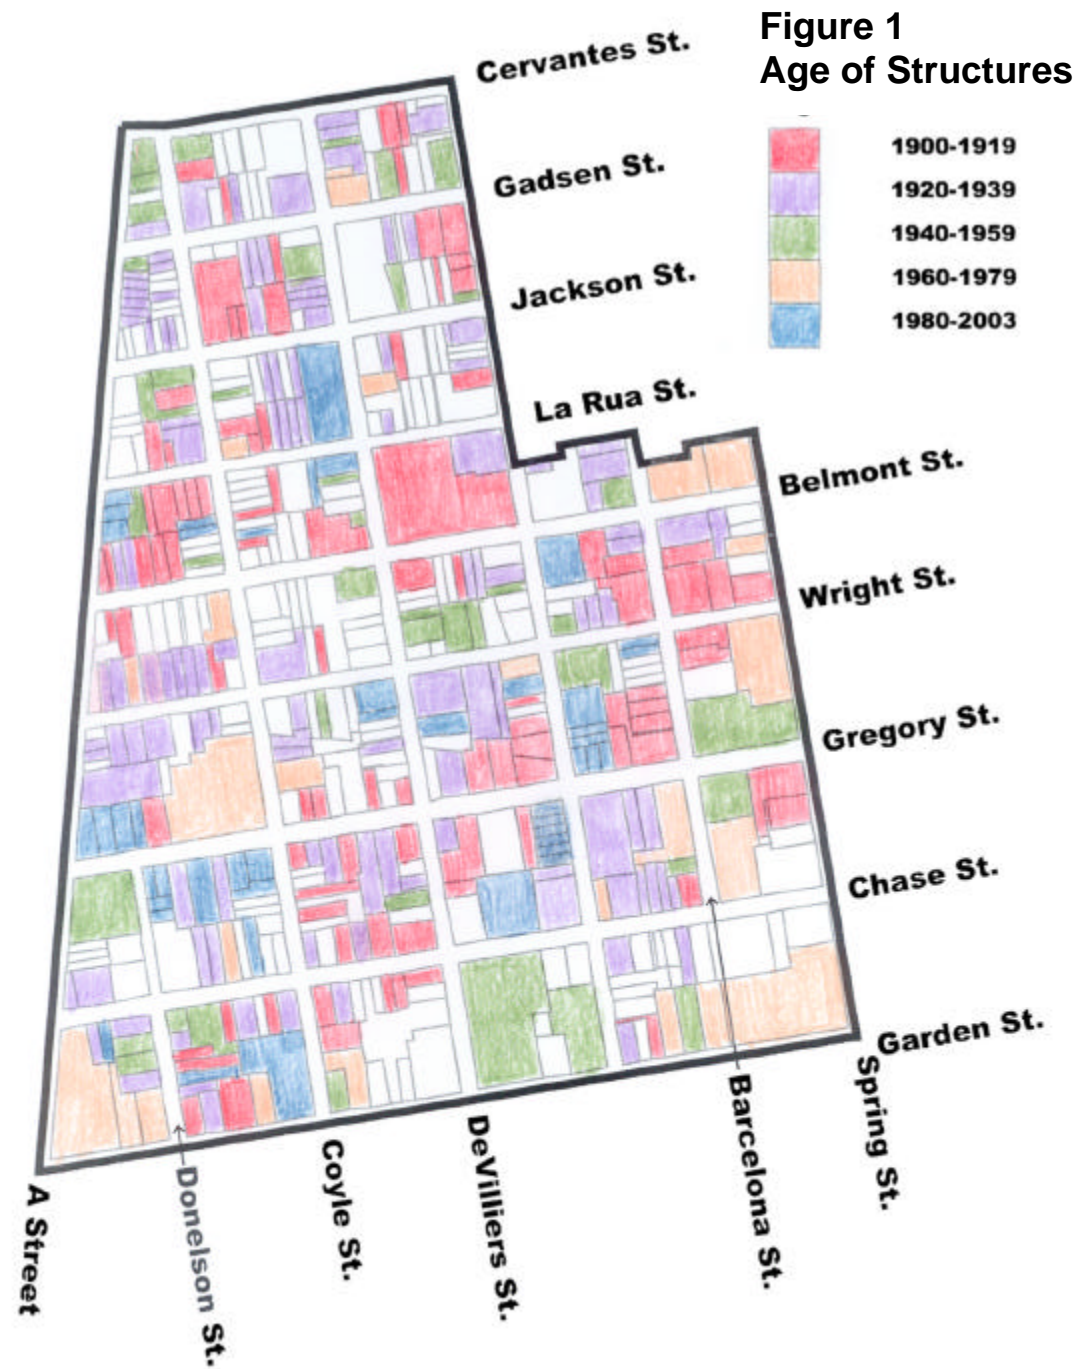 Figure 1
Age of Structures
1900-1919
1920-1939
1940-1959
1960-1979
1980-2003
Cervantes St.
Gadsen St.
Jackson St.
La Rua St.
Belmont St.
Wright St.
Gregory St.
Chase St.
Garden St.
A Street
Donelson St.
Coyle St.
DeVilliers St.
Barcelona St.
Spring St.